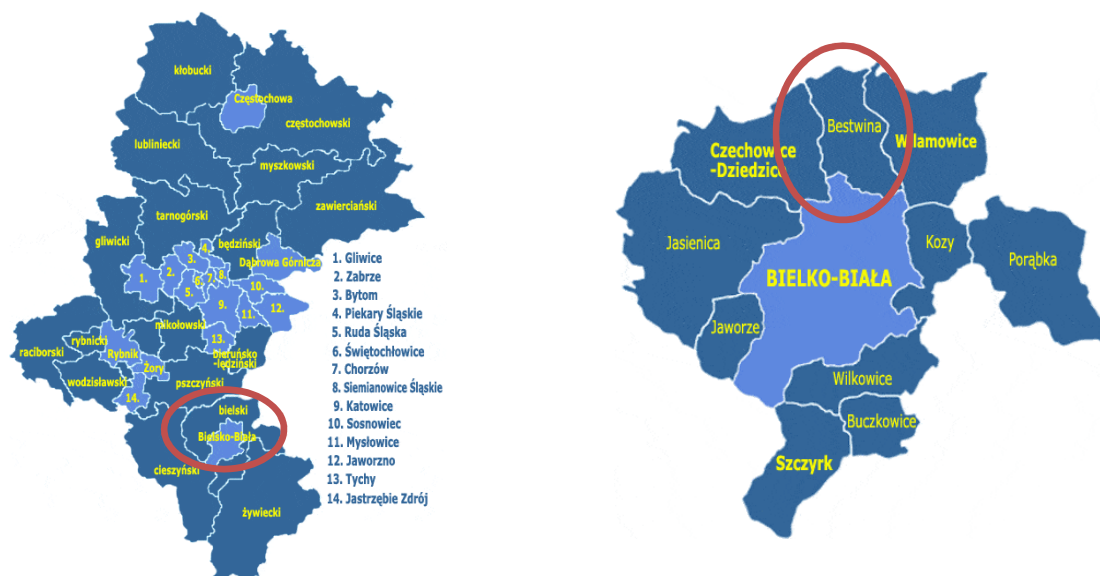 kłobucki
Częstochowa
częstochowski
lubliniecki
myszkowski
zawierciański
tarnogórski
gliwicki
będziński
Dąbrowa Górnicza
4.
3.
2.
1.
8.
7.
6.
5.
10.
9.
11.
12.
mikołowski
13.
Bieruńsko
-lędziński
rybnicki
Rybnik
raciborski
Żory
wodzisławski
pszczyński
14.
bielski
Bielsko-Biała
cieszyński
żywiecki
1. Gliwice
2. Zabrze
3. Bytom
4. Piekary Śląskie
5. Ruda Śląska
6. Świętochłowice
7. Chorzów
8. Siemianowice Śląskie
9. Katowice
10. Sosnowiec
11. Mysłowice
12. Jaworzno
13. Tychy
14. Jastrzębie Zdrój
Bestwina
Wilamowice
Czechowice
-Dziedzice
Jasienica
Kozy
Porąbka
BIELKO-BIAŁA
Jaworze
Wilkowice
Buczkowice
Szczyrk